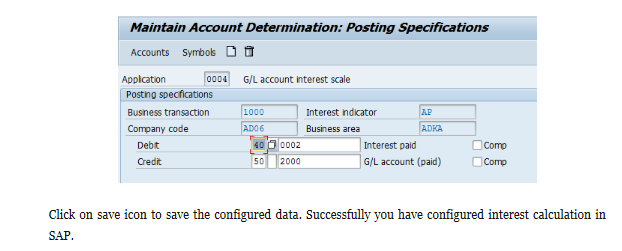 Maintain Account Determination: Posting Specifications
Accounts Symbols
Application 0004 G/L account interest scale
Posting specifications
Business transaction 1000 Interest indicator AP
Company code AD06 Business area ADKA
Debit 40 0002 Interest paid Comp
Credit 50 2000 G/L account (paid) Comp
Click on save icon to save the configured data. Successfully you have configured interest calculation in
SAP.